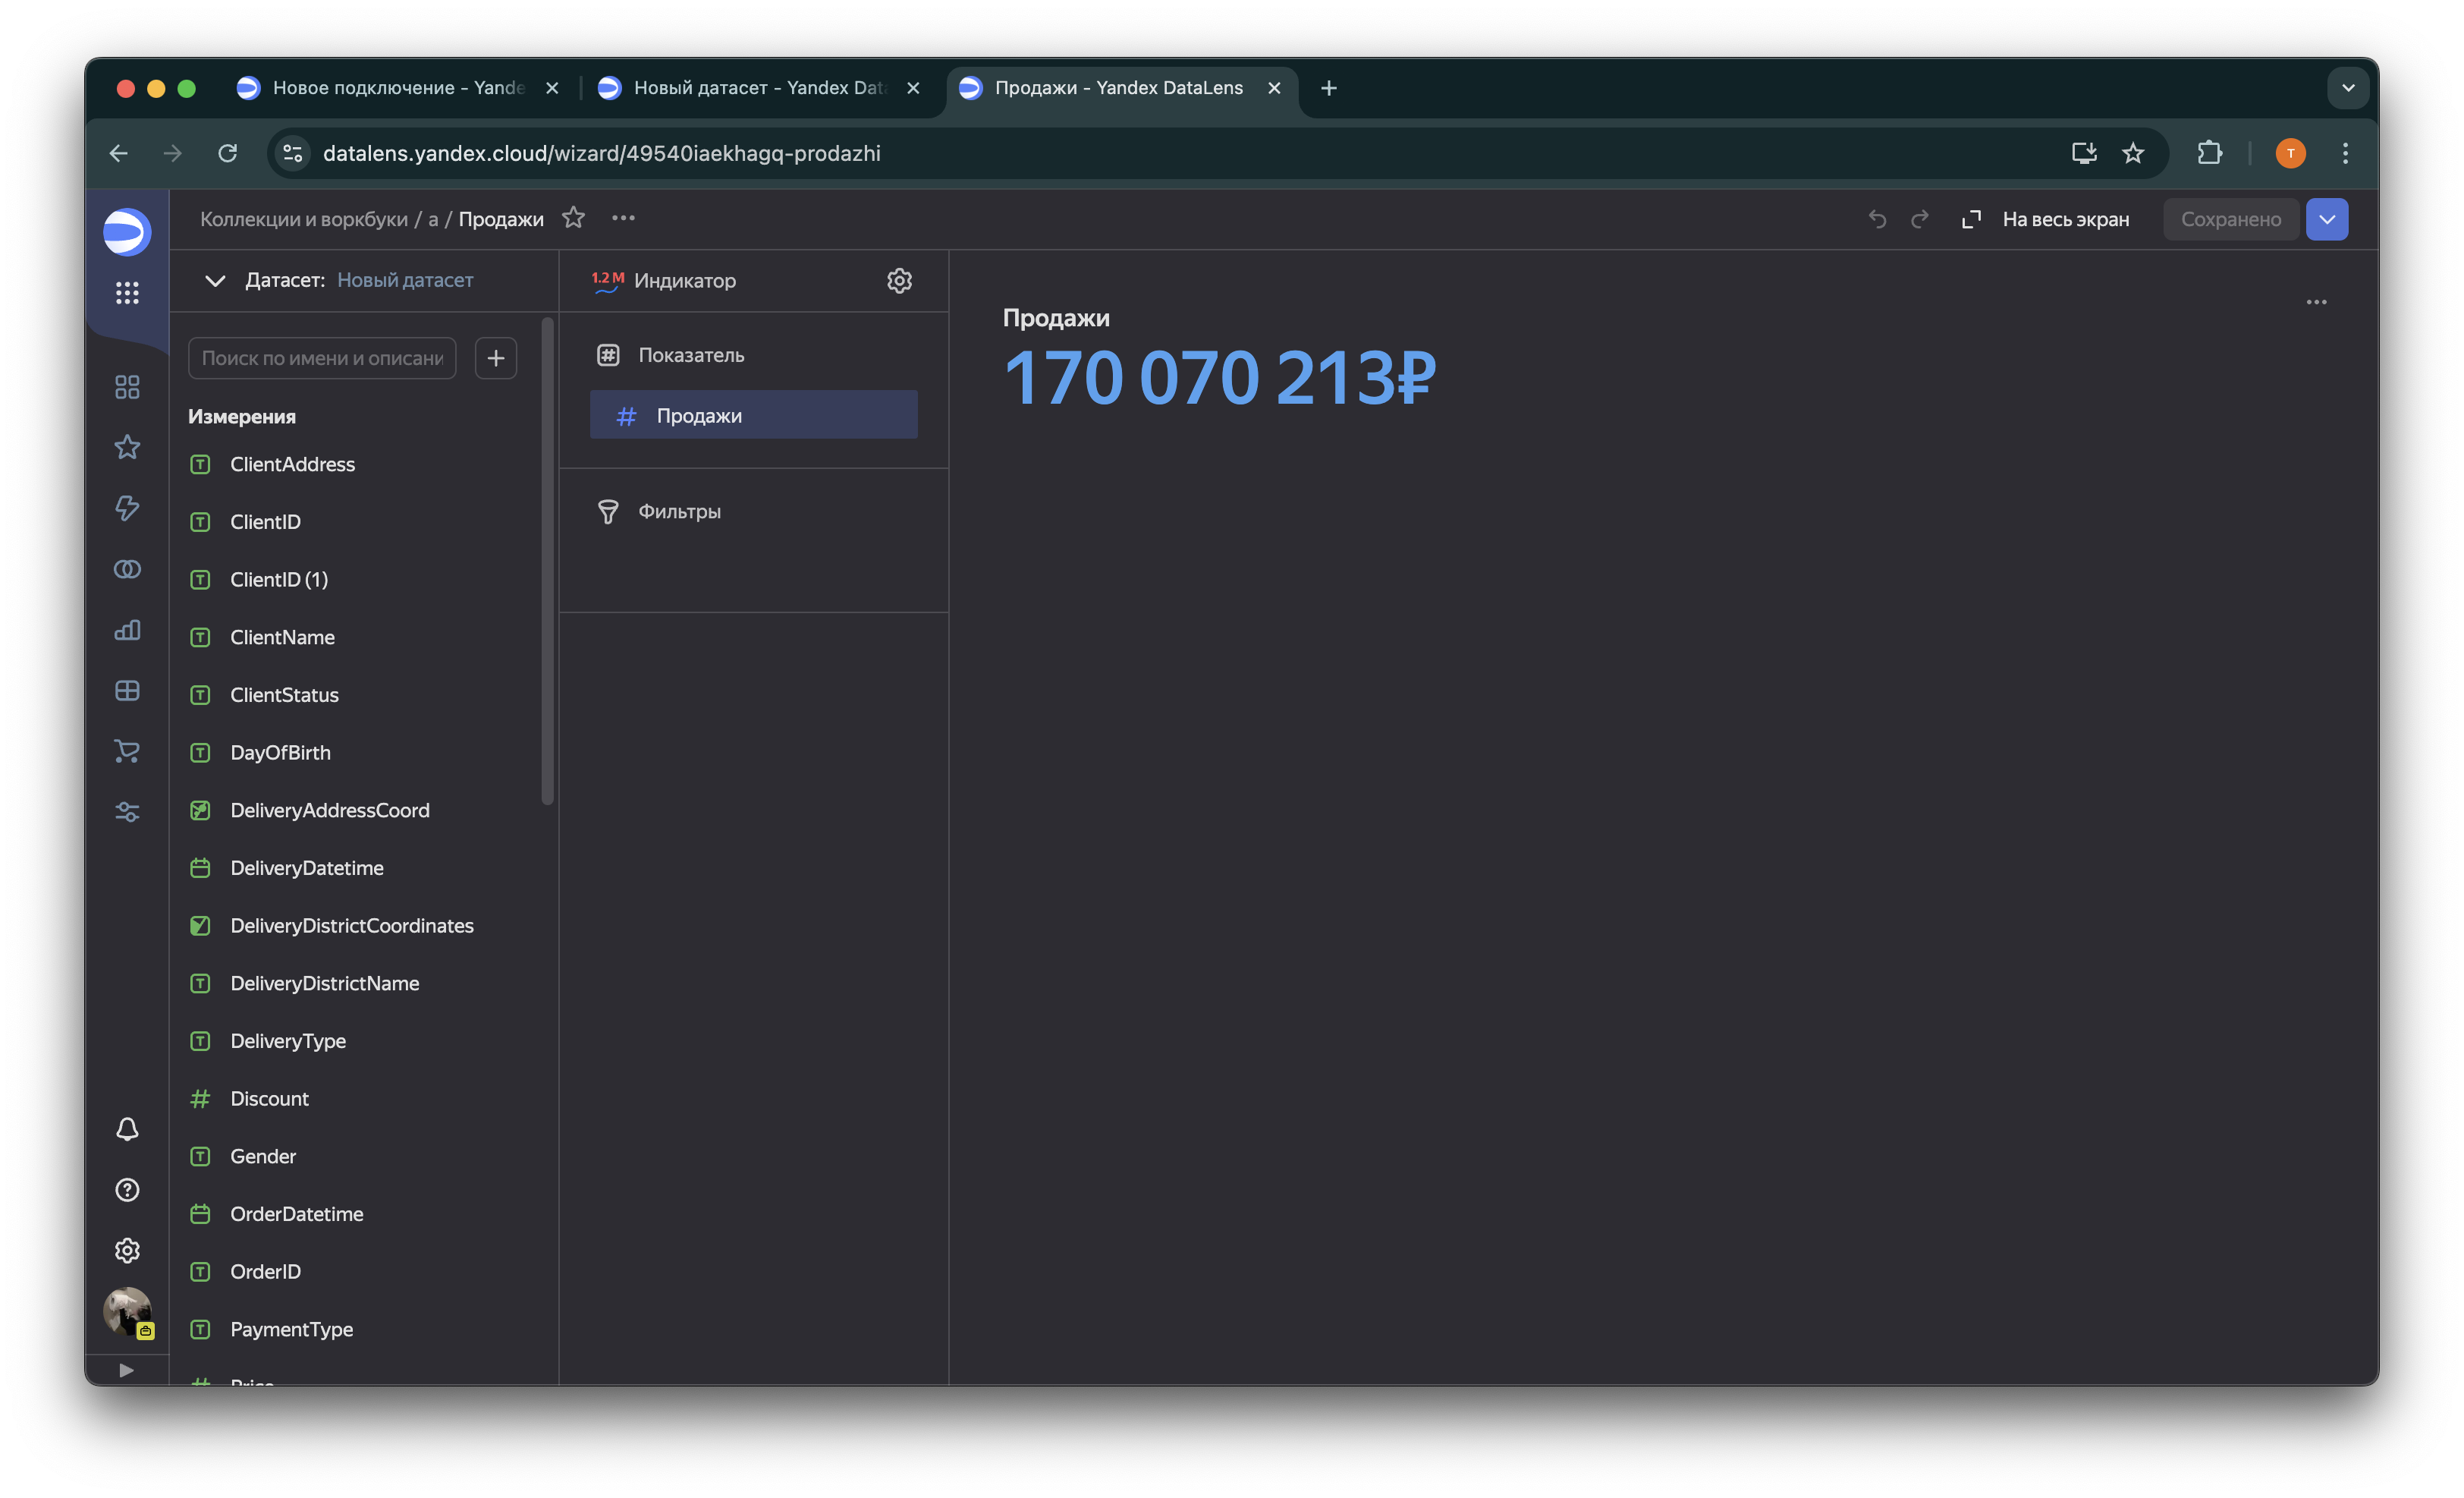 Новое подключение - Yande
Новый датасет - Yandex Dat
Продажи - Yandex DataLens
datalens.yandex.cloud/wizard/49540iaekhagq-prodazhi
T
Коллекции и воркбуки / a / Продажи
На весь экран
Сохранено
Датасет: Новый датасет
1.2 M Индикатор
Поиск по имени и описани
Измерения
ClientAddress
ClientID
ClientID (1)
ClientName
ClientStatus
DayOfBirth
DeliveryAddressCoord
DeliveryDatetime
DeliveryDistrictCoordinates
DeliveryDistrictName
DeliveryType
Discount
Gender
OrderDatetime
OrderID
PaymentType
Price
Показатель
Продажи
Фильтры
Продажи
170 070 213₽